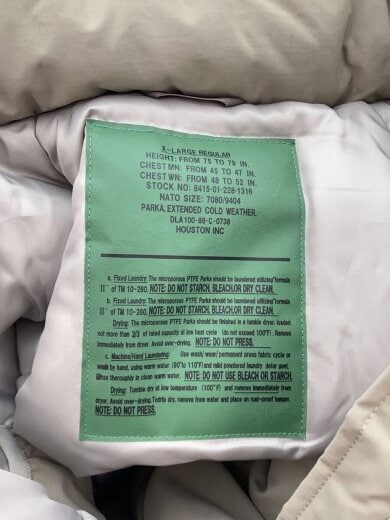 X-LARGE REGULAR
HEIGHT: FROM 75 TO 79 IN.
CHEST MN: FROM 45 TO 47 IN.
CHEST WN: FROM 48 TO 52 IN.
STOCK NO: 8415-01-228-1316
NATO SIZE: 7080/9404
PARKA, EXTENDED COLD WEATHER.
DLA 100-88-C-0738
HOUSTON INC
a. Fixed Laundry: The microporous PTFE Parka should be laundered utilizing"formula
II" of TM 10-280. NOTE: DO NOT STARCH. BLEACH.OR DRY CLEAN.
b. Fixed Laundry: The microporous PTFE Parka should be laundered utilizing"formula
II" of TM 10-280. NOTE: DO NOT STARCH. BLEACH.OR DRY CLEAN.
Drying: The microporous PTFE Parka should be finished in a tumble dryer, loaded
not more than 2/3 of rated capacity at low heat cycle (do not exceed 100°F). Remove
immediately from dryer. Avoid over-drying. NOTE: DO NOT PRESS.
c. Machine/Hand Laundering: Use wash/wear/permanent press fabric cycle or
wash by hand, using warm water (90°to 110°F) and mild powdered laundry deter gent.
Rinse thoroughly in clean warm water. NOTE: DO NOT USE BLEACH OR STARCH.
Drying: Tumble dry at low temperature (100°F) and remove immediately from
dryer. Avoid over-drying.Todrip dry, remove from water and place on rust-proof hanger.
NOTE: DO NOT PRESS.